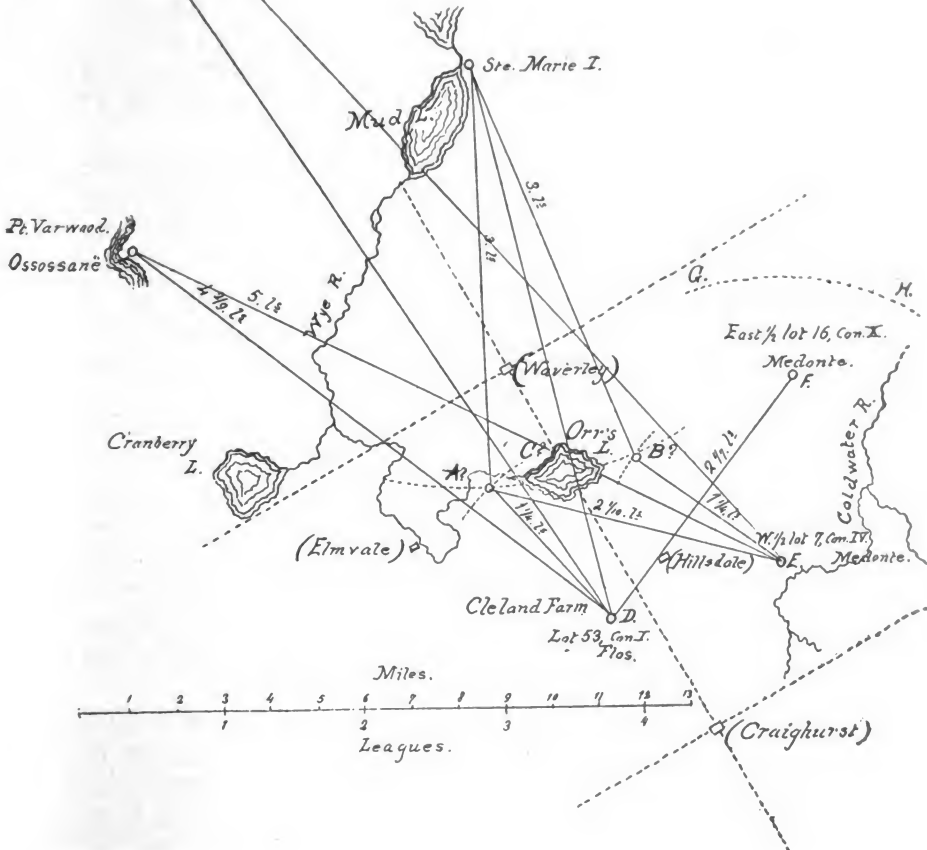 Ste. Marie I.
Mud L.
3. ls
Pt. Varwood.
Ossossanë
4 2/9. ls
5. ls
Wye R.
3 ls
G.
H.
East 1/2 lot 16, Con. X.
Medonte.
F.
(Waverley)
Cranberry
L.
Orr's
L.
C?
A?
B?
2 4/9. ls
Coldwater R.
1 1/4. ls
2 1/10. ls
1 1/4. ls
W. 1/2 lot 7, Con. IV.
E. Medonte.
(Elmvale)
(Hillsdale)
Cleland Farm
D.
Lot 53, Con. I.
Flos.
Miles.
1 2 3 4 5 6 7 8 9 10 11 12 13
1 2 3 4
Leagues.
(Craighurst)